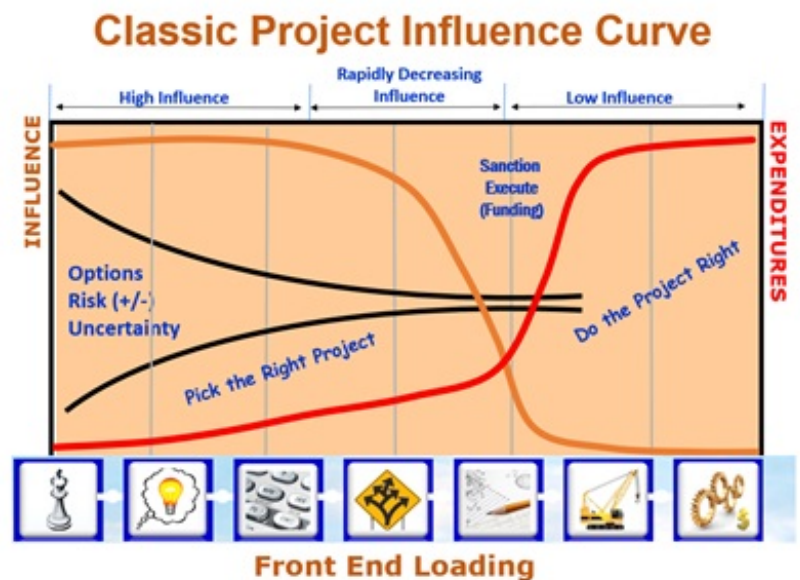 Classic Project Influence Curve
High Influence
Rapidly Decreasing
Influence
Low Influence
INFLUENCE
EXPENDITURES
Sanction
Execute
(Funding)
Options
Risk (+/-)
Uncertainty
Pick the Right Project
Do the Project Right
$
Front End Loading